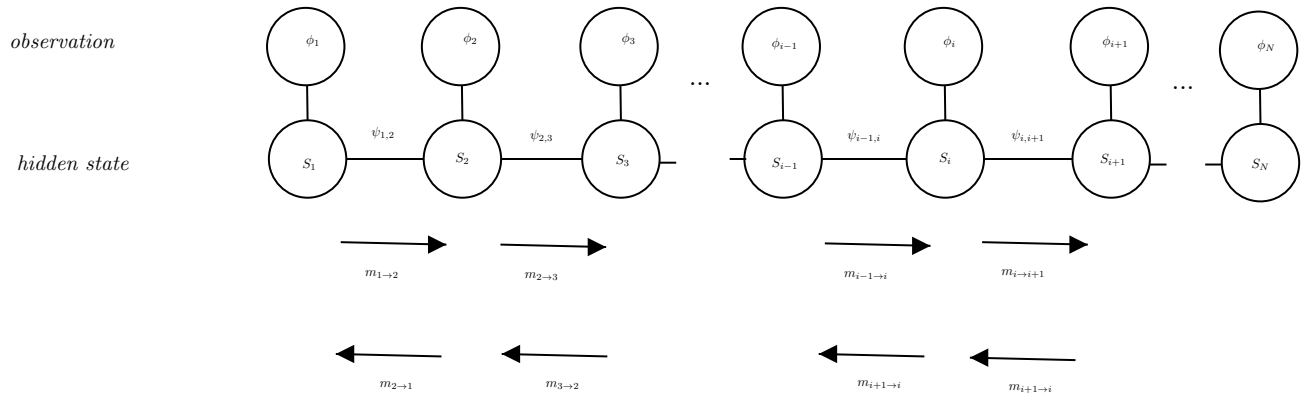 observation ϕ₁ ϕ₂ ϕ₃ ... ϕᵢ₋₁ ϕᵢ ϕᵢ₊₁ ... ϕ_N
ψ₁,₂ ψ₂,₃ ψᵢ₋₁,ᵢ ψᵢ,ᵢ₊₁
hidden state S₁ S₂ S₃ Sᵢ₋₁ Sᵢ Sᵢ₊₁ S_N
m₁→₂ m₂→₃ mᵢ₋₁→ᵢ mᵢ→ᵢ₊₁
m₂→₁ m₃→₂ mᵢ₊₁→ᵢ mᵢ₊₁→ᵢ